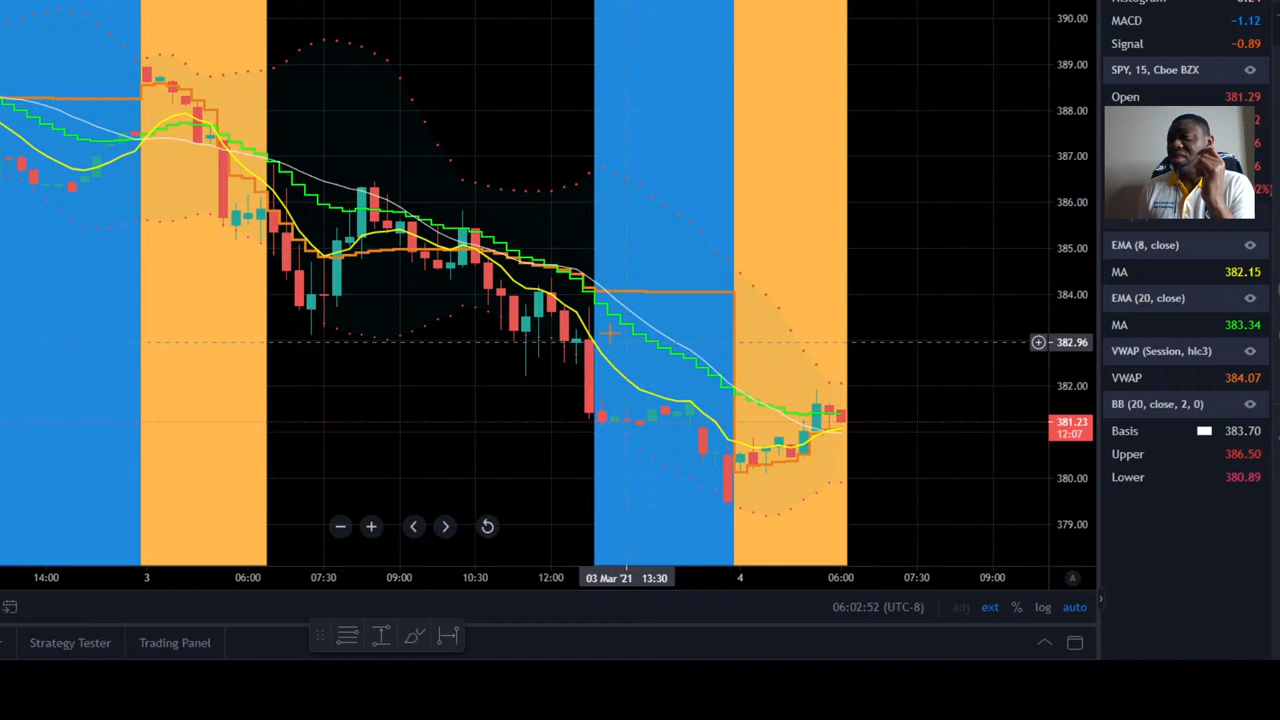 390.00
389.00
388.00
387.00
386.00
385.00
384.00
382.96
382.00
381.23
12:07
380.00
379.00
MACD −1.12
Signal −0.89
SPY, 15, Cboe BZX
Open 381.29
EMA (8, close)
MA 382.15
EMA (20, close)
MA 383.34
VWAP (Session, hlc3)
VWAP 384.07
BB (20, close, 2, 0)
Basis 383.70
Upper 386.50
Lower 380.89
14:00 3 06:00 07:30 09:00 10:30 12:00 03 Mar '21 13:30 4 06:00 07:30 09:00 A
06:02:52 (UTC-8) adj ext % log auto
Strategy Tester Trading Panel